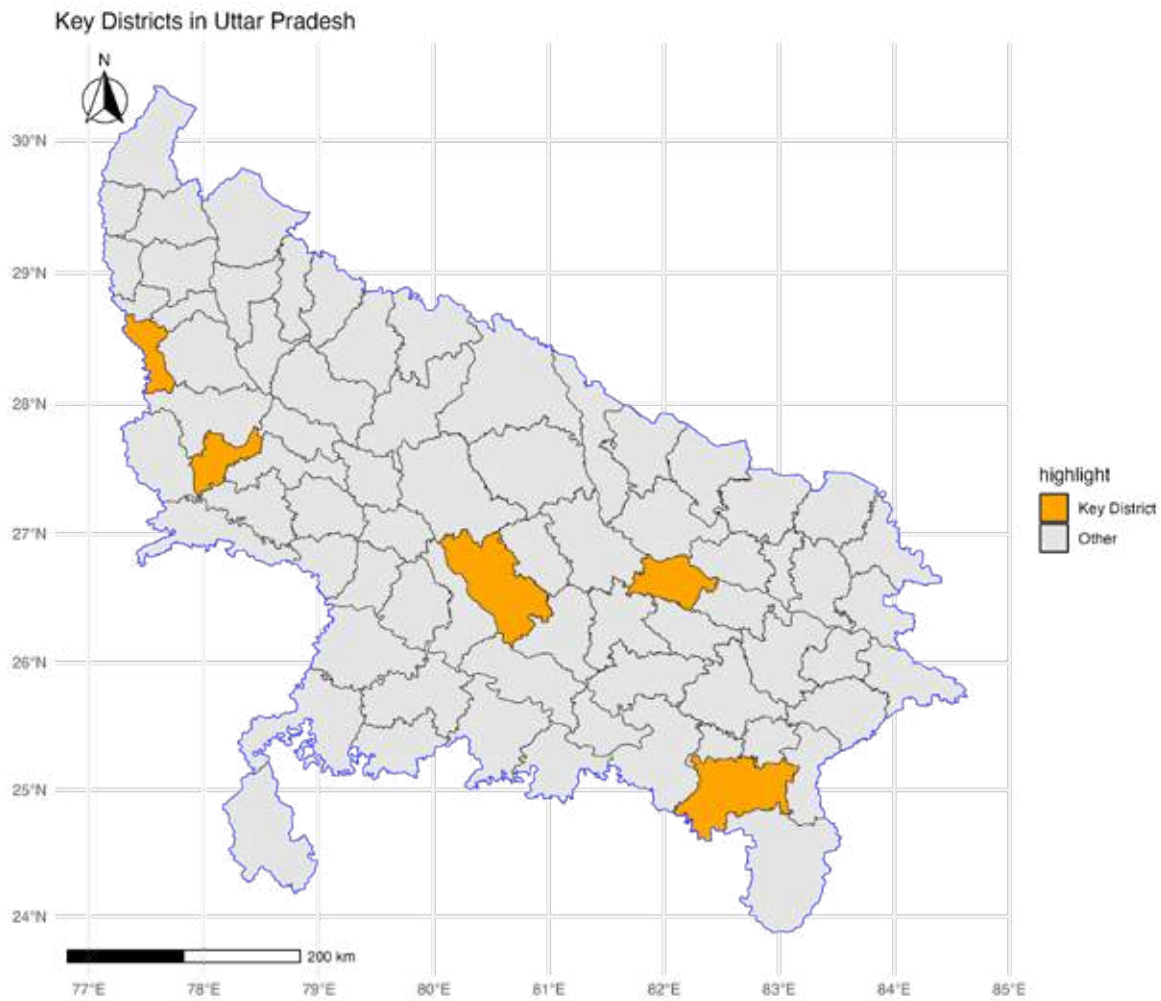 Key Districts in Uttar Pradesh
N
30°N
29°N
28°N
27°N
26°N
25°N
24°N
highlight
Key District
Other
200 km
77°E
78°E
79°E
80°E
81°E
82°E
83°E
84°E
85°E